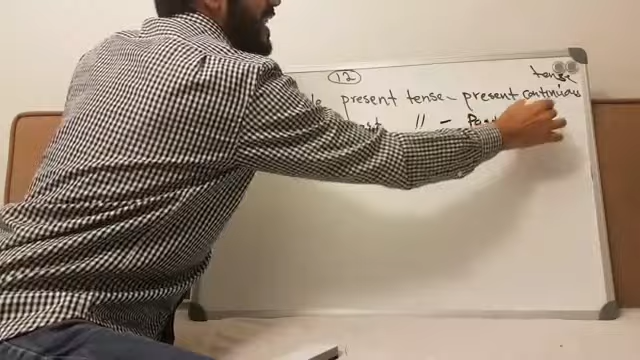 12
tense
present tense - present continuous
" -